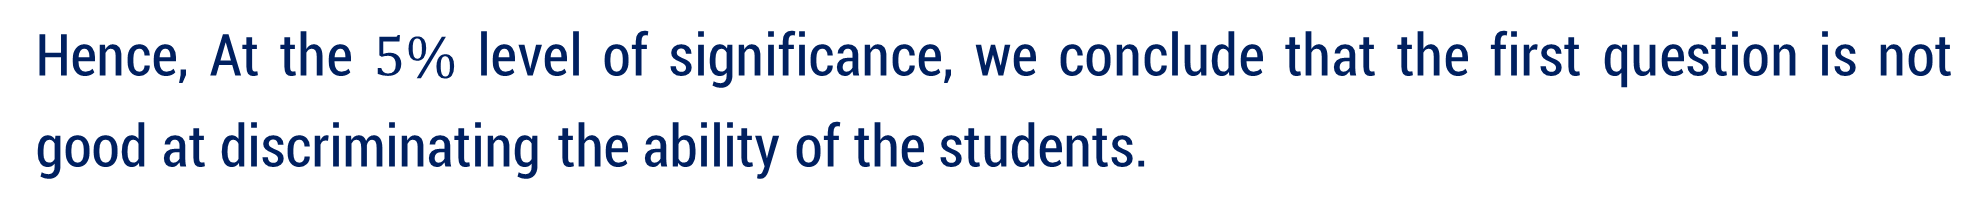 Hence, At the 5% level of significance, we conclude that the first question is not
good at discriminating the ability of the students.